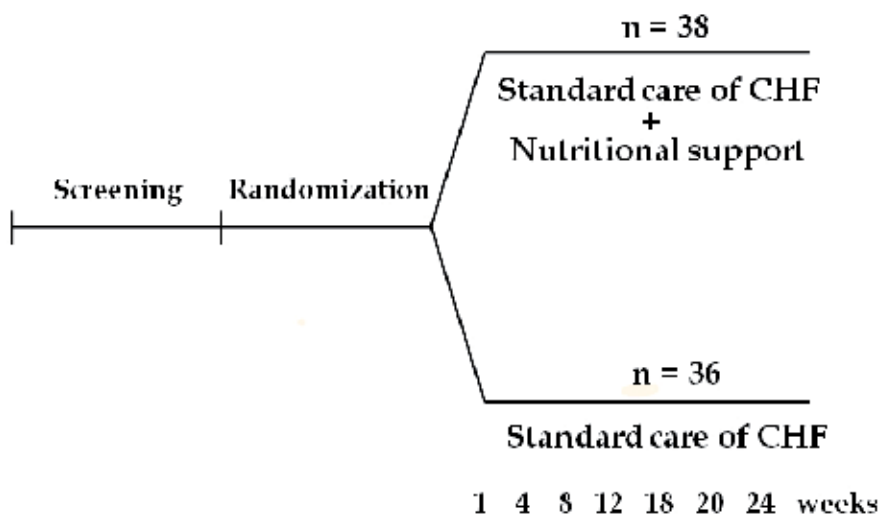 n = 38
Standard care of CHF
+
Nutritional support
Screening Randomization
n = 36
Standard care of CHF
1 4 8 12 18 20 24 weeks